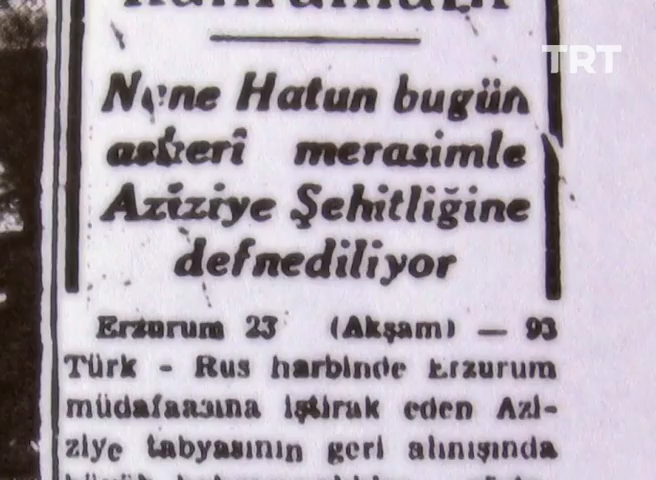 TRT
Nene Hatun bugün
askerî merasimle
Aziziye Şehitliğine
defnediliyor
Erzurum 23 (Akşam) — 93
Türk - Rus harbinde Erzurum
müdafaasına iştirak eden Azi-
ziye tabyasının geri alınışında